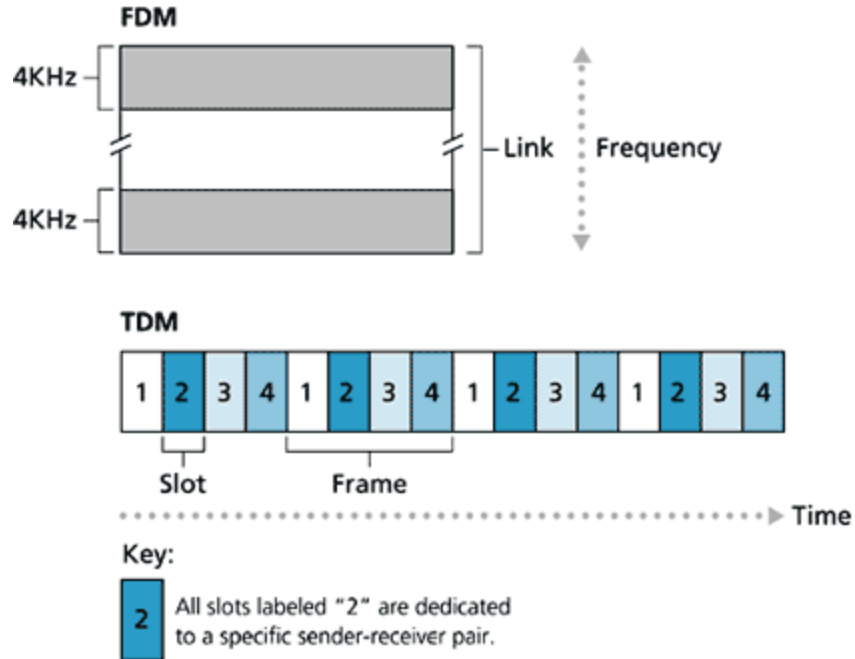 FDM
4KHz
Link
Frequency
4KHz
TDM
1 2 3 4 1 2 3 4 1 2 3 4 1 2 3 4
Slot
Frame
Time
Key:
2
All slots labeled “2” are dedicated
to a specific sender-receiver pair.